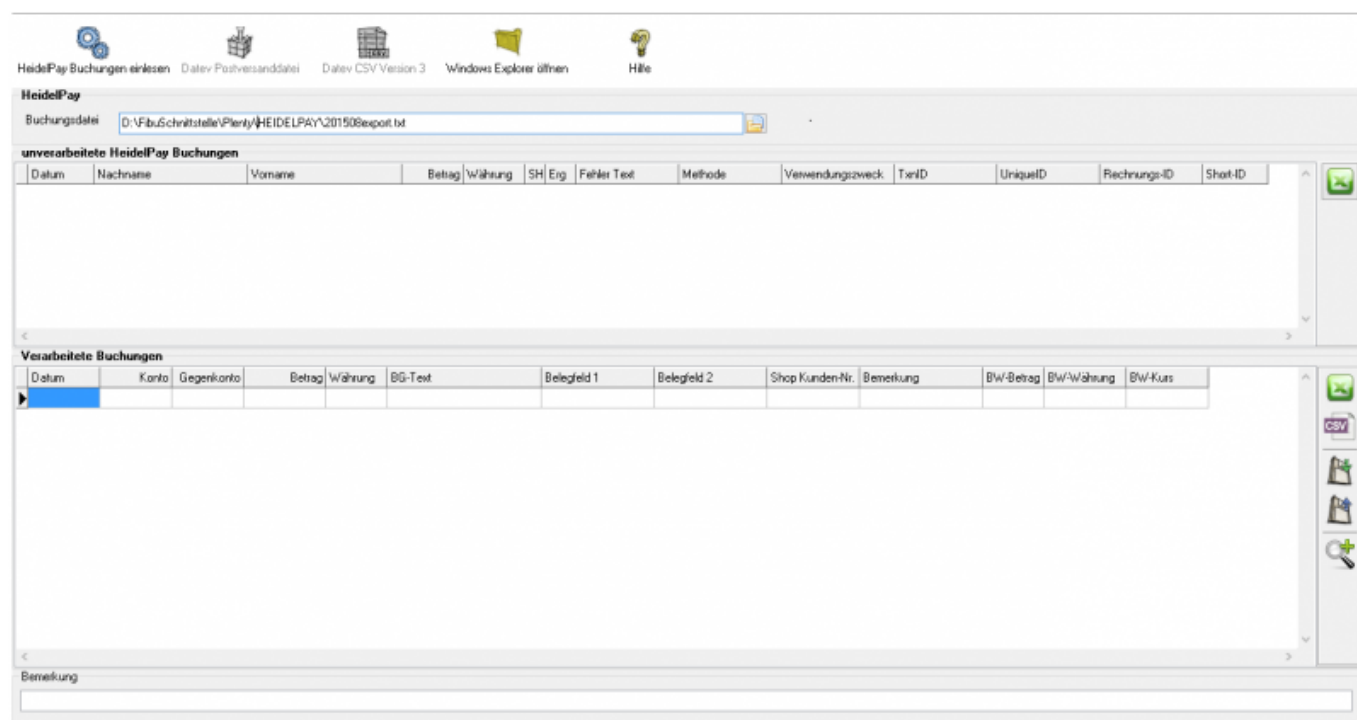 HeidelPay Buchungen einlesen Datev Postversanddatei Datev CSV Version 3 Windows Explorer öffnen Hilfe
HeidelPay
Buchungsdatei D:\FibuSchnittstelle\Plenty\HEIDELPAY\201508export.txt
unverarbeitete HeidelPay Buchungen
Datum Nachname Vorname Betrag Währung SH Erg Fehler Text Methode Verwendungszweck TxnID UniqueID Rechnungs-ID Short-ID
Verarbeitete Buchungen
Datum Konto Gegenkonto Betrag Währung BG-Text Belegfeld 1 Belegfeld 2 Shop Kunden-Nr. Bemerkung BW-Betrag BW-Währung BW-Kurs
CSV
Bemerkung